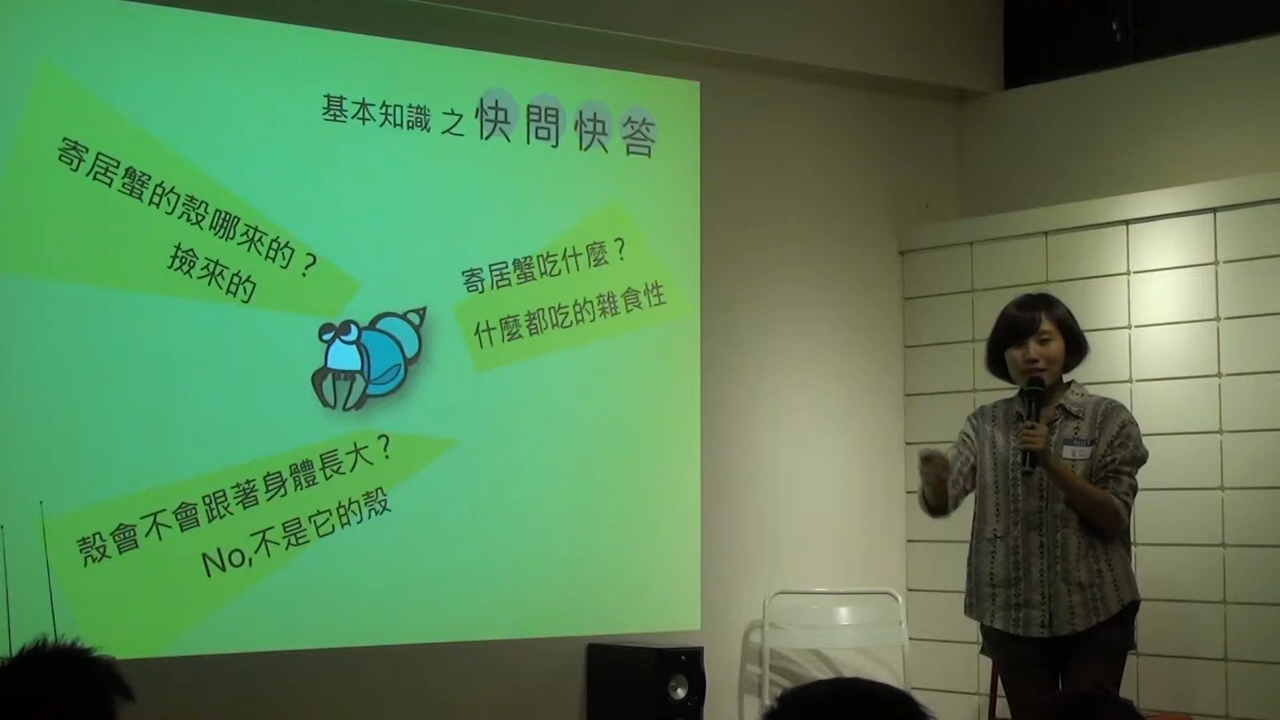 基本知識 之 快問快答
寄居蟹的殼哪來的？
撿來的
寄居蟹吃什麼？
什麼都吃的雜食性
殼會不會跟著身體長大？
No,不是它的殼